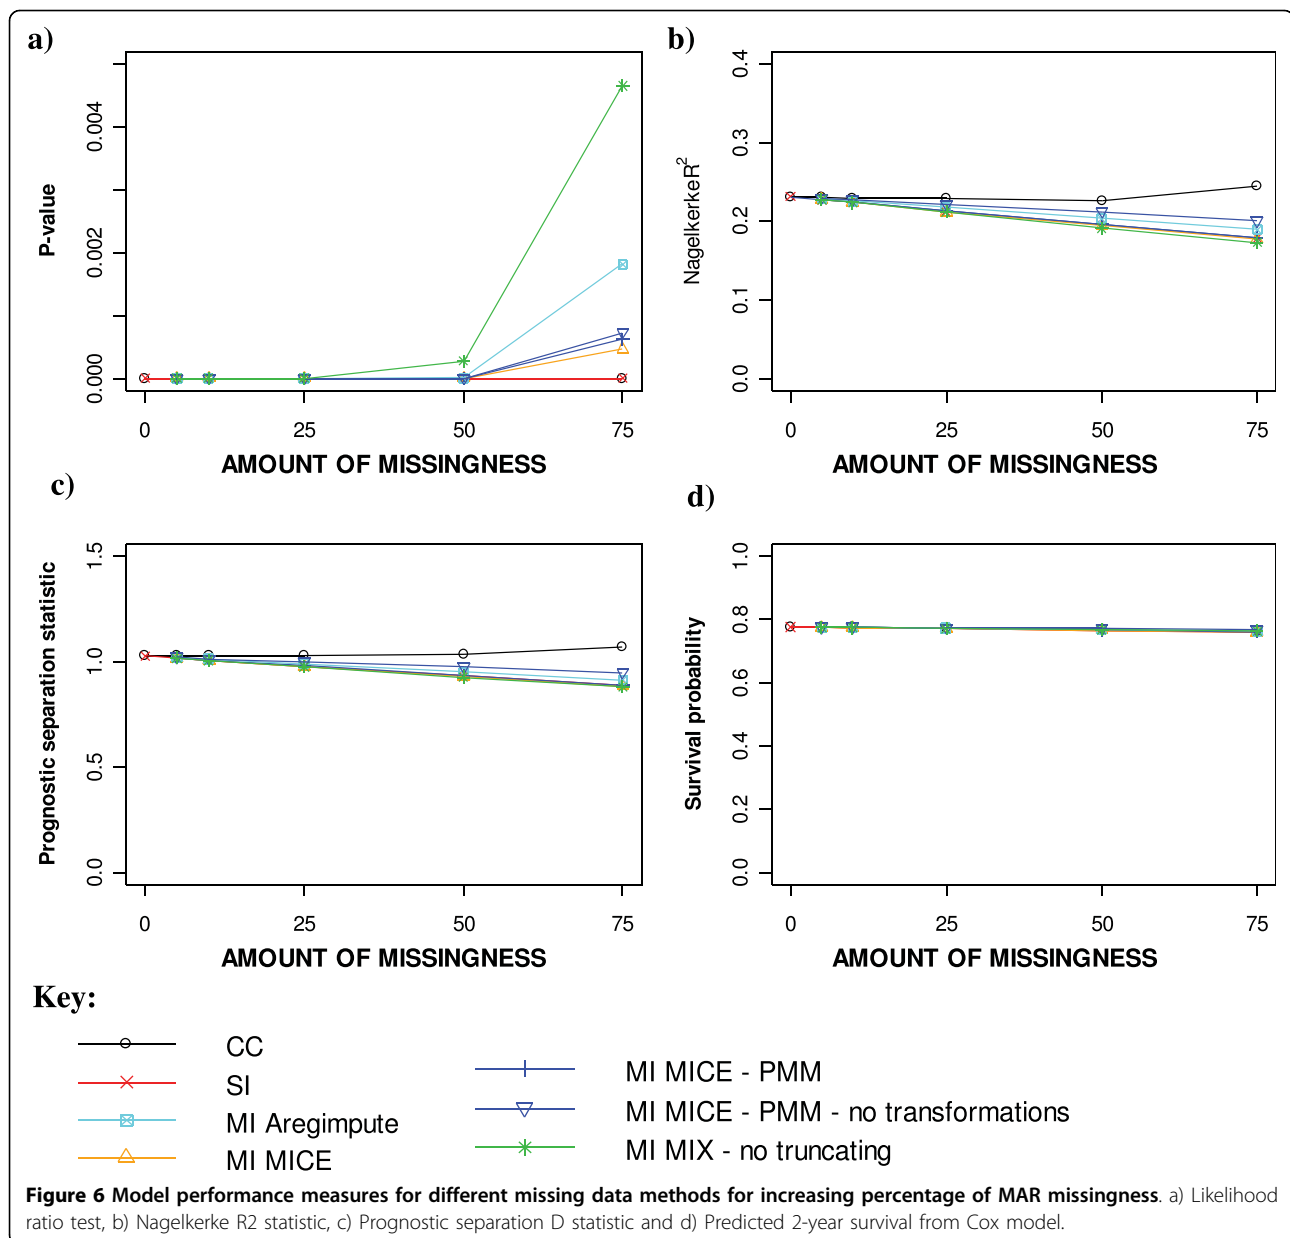 a)
P-value
0.004
0.002
0.000
0 25 50 75
AMOUNT OF MISSINGNESS
b)
NagelkerkeR2
0.4
0.3
0.2
0.1
0.0
0 25 50 75
AMOUNT OF MISSINGNESS
c)
Prognostic separation statistic
1.5
1.0
0.5
0.0
0 25 50 75
AMOUNT OF MISSINGNESS
d)
Survival probability
1.0
0.8
0.6
0.4
0.2
0.0
0 25 50 75
AMOUNT OF MISSINGNESS
Key:
CC
SI
MI Aregimpute
MI MICE
MI MICE - PMM
MI MICE - PMM - no transformations
MI MIX - no truncating
Figure 6 Model performance measures for different missing data methods for increasing percentage of MAR missingness. a) Likelihood
ratio test, b) Nagelkerke R2 statistic, c) Prognostic separation D statistic and d) Predicted 2-year survival from Cox model.